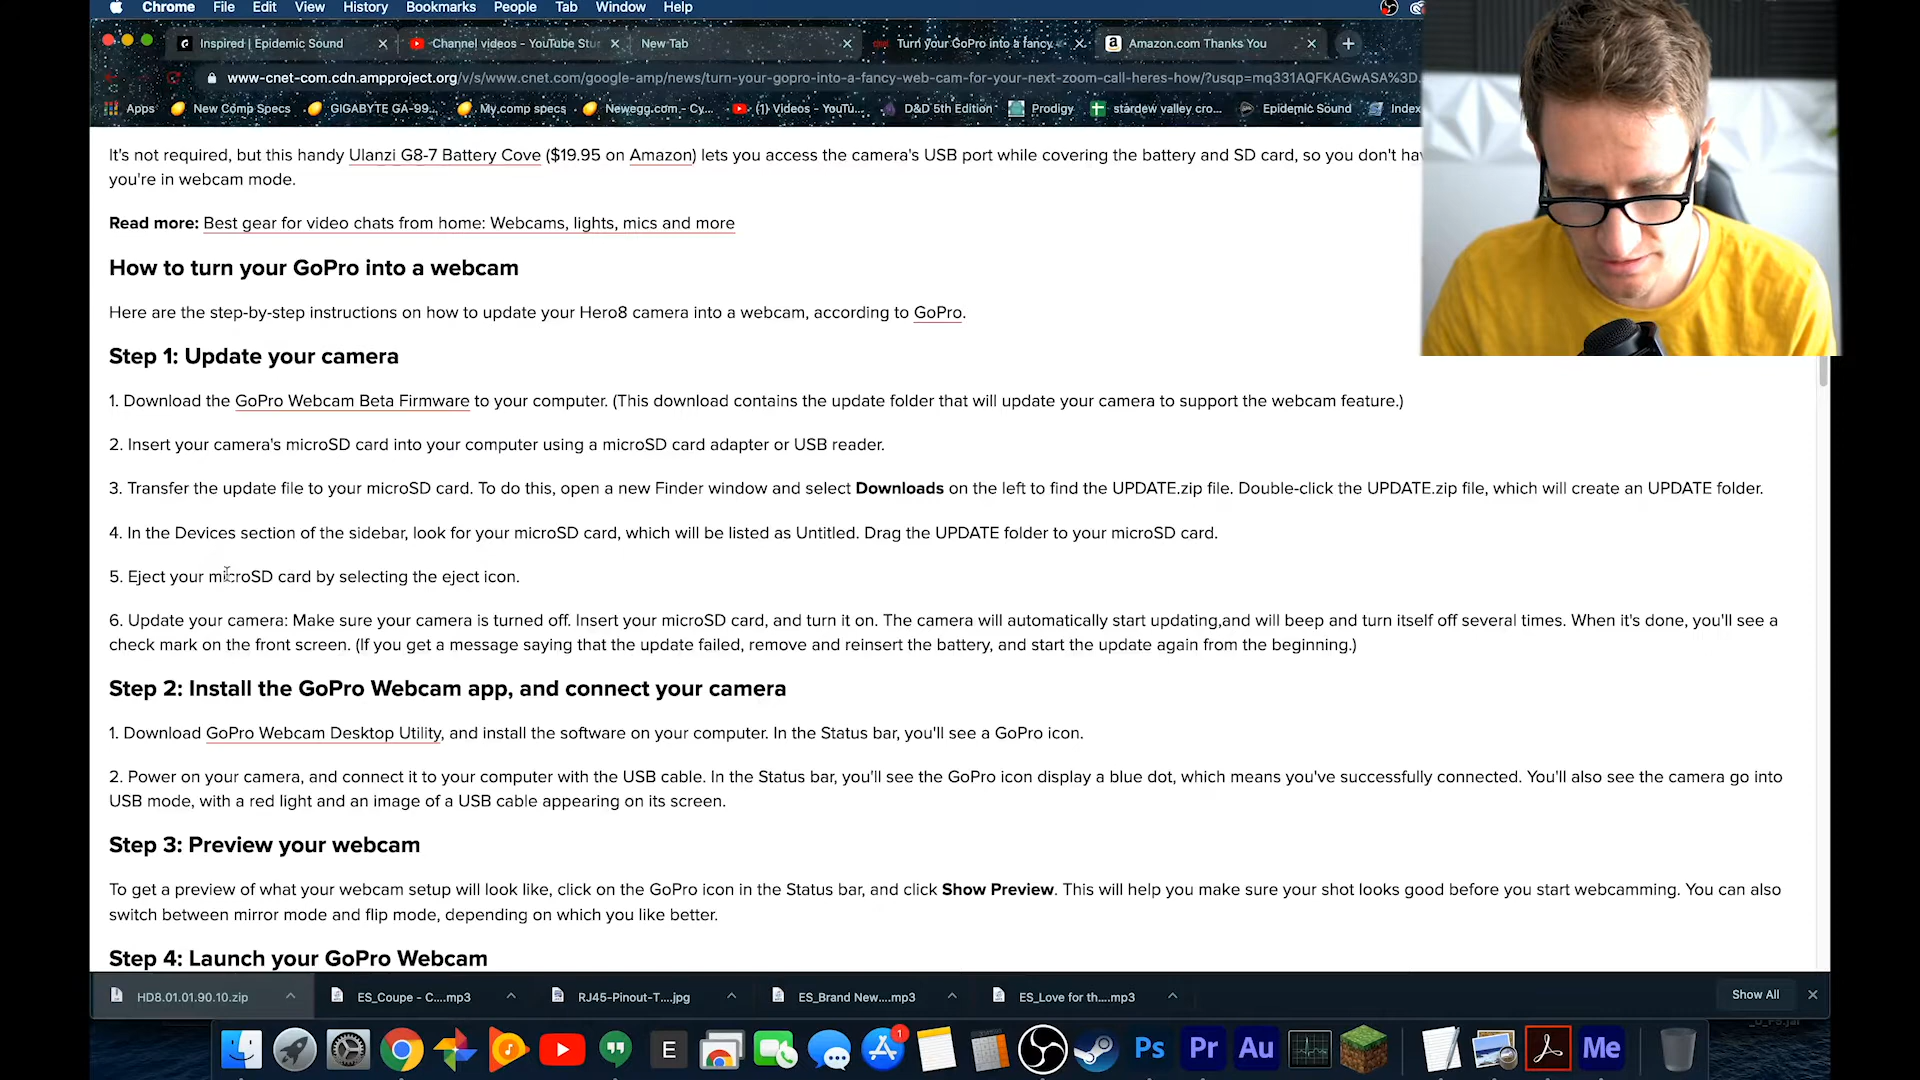 Chrome File Edit View History Bookmarks People Tab Window Help
Inspired | Epidemic Sound
Channel videos - YouTube Stu
New Tab
Turn your GoPro into a fancy
Amazon.com Thanks You
www-cnet-com.cdn.ampproject.org/v/s/www.cnet.com/google-amp/news/turn-your-gopro-into-a-fancy-web-cam-for-your-next-zoom-call-heres-how/?usqp=mq331AQFKAGwASA%3D.
Apps New Comp Specs GIGABYTE GA-99... My comp specs Newegg.com - Cy... (1) Videos - YouTu... D&D 5th Edition Prodigy stardew valley cro... Epidemic Sound Index
It's not required, but this handy Ulanzi G8-7 Battery Cove ($19.95 on Amazon) lets you access the camera's USB port while covering the battery and SD card, so you don't hav
you're in webcam mode.
Read more: Best gear for video chats from home: Webcams, lights, mics and more
How to turn your GoPro into a webcam
Here are the step-by-step instructions on how to update your Hero8 camera into a webcam, according to GoPro.
Step 1: Update your camera
1. Download the GoPro Webcam Beta Firmware to your computer. (This download contains the update folder that will update your camera to support the webcam feature.)
2. Insert your camera's microSD card into your computer using a microSD card adapter or USB reader.
3. Transfer the update file to your microSD card. To do this, open a new Finder window and select Downloads on the left to find the UPDATE.zip file. Double-click the UPDATE.zip file, which will create an UPDATE folder.
4. In the Devices section of the sidebar, look for your microSD card, which will be listed as Untitled. Drag the UPDATE folder to your microSD card.
5. Eject your microSD card by selecting the eject icon.
6. Update your camera: Make sure your camera is turned off. Insert your microSD card, and turn it on. The camera will automatically start updating,and will beep and turn itself off several times. When it's done, you'll see a
check mark on the front screen. (If you get a message saying that the update failed, remove and reinsert the battery, and start the update again from the beginning.)
Step 2: Install the GoPro Webcam app, and connect your camera
1. Download GoPro Webcam Desktop Utility, and install the software on your computer. In the Status bar, you'll see a GoPro icon.
2. Power on your camera, and connect it to your computer with the USB cable. In the Status bar, you'll see the GoPro icon display a blue dot, which means you've successfully connected. You'll also see the camera go into
USB mode, with a red light and an image of a USB cable appearing on its screen.
Step 3: Preview your webcam
To get a preview of what your webcam setup will look like, click on the GoPro icon in the Status bar, and click Show Preview. This will help you make sure your shot looks good before you start webcamming. You can also
switch between mirror mode and flip mode, depending on which you like better.
Step 4: Launch your GoPro Webcam
HD8.01.01.90.10.zip ES_Coupe - C....mp3 RJ45-Pinout-T....jpg ES_Brand New....mp3 ES_Love for th....mp3 Show All
E 1 Ps Pr Au Me